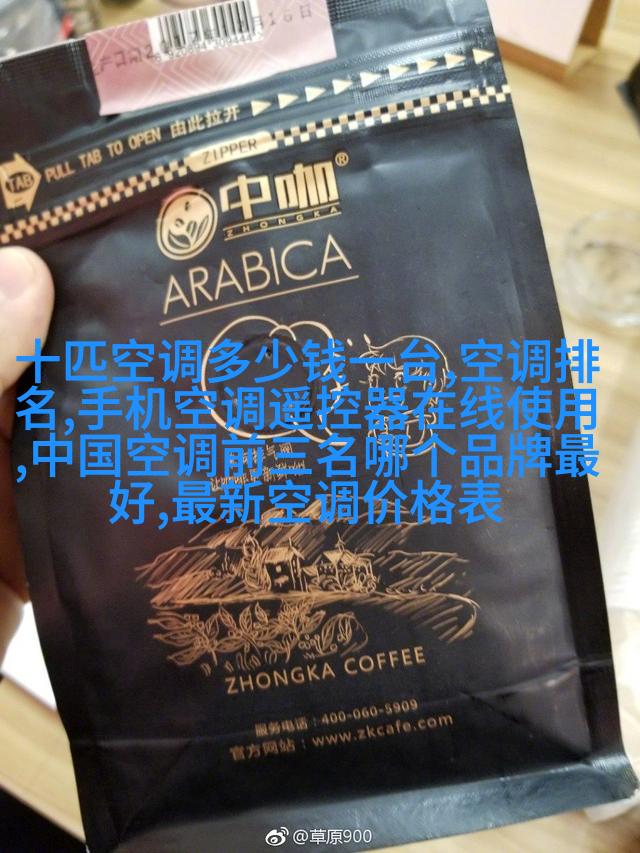 PULL TAB TO OPEN 由此拉开
TAB
ZIPPER
中咖®
ZHONGKA
ARABICA
十匹空调多少钱一台,空调排
名,手机空调遥控器在线使用
,中国空调前三名哪个品牌最
好,最新空调价格表
ZHONGKA COFFEE
服务电话:400-060-5909
官方网站:www.zkcafe.com
@草原900